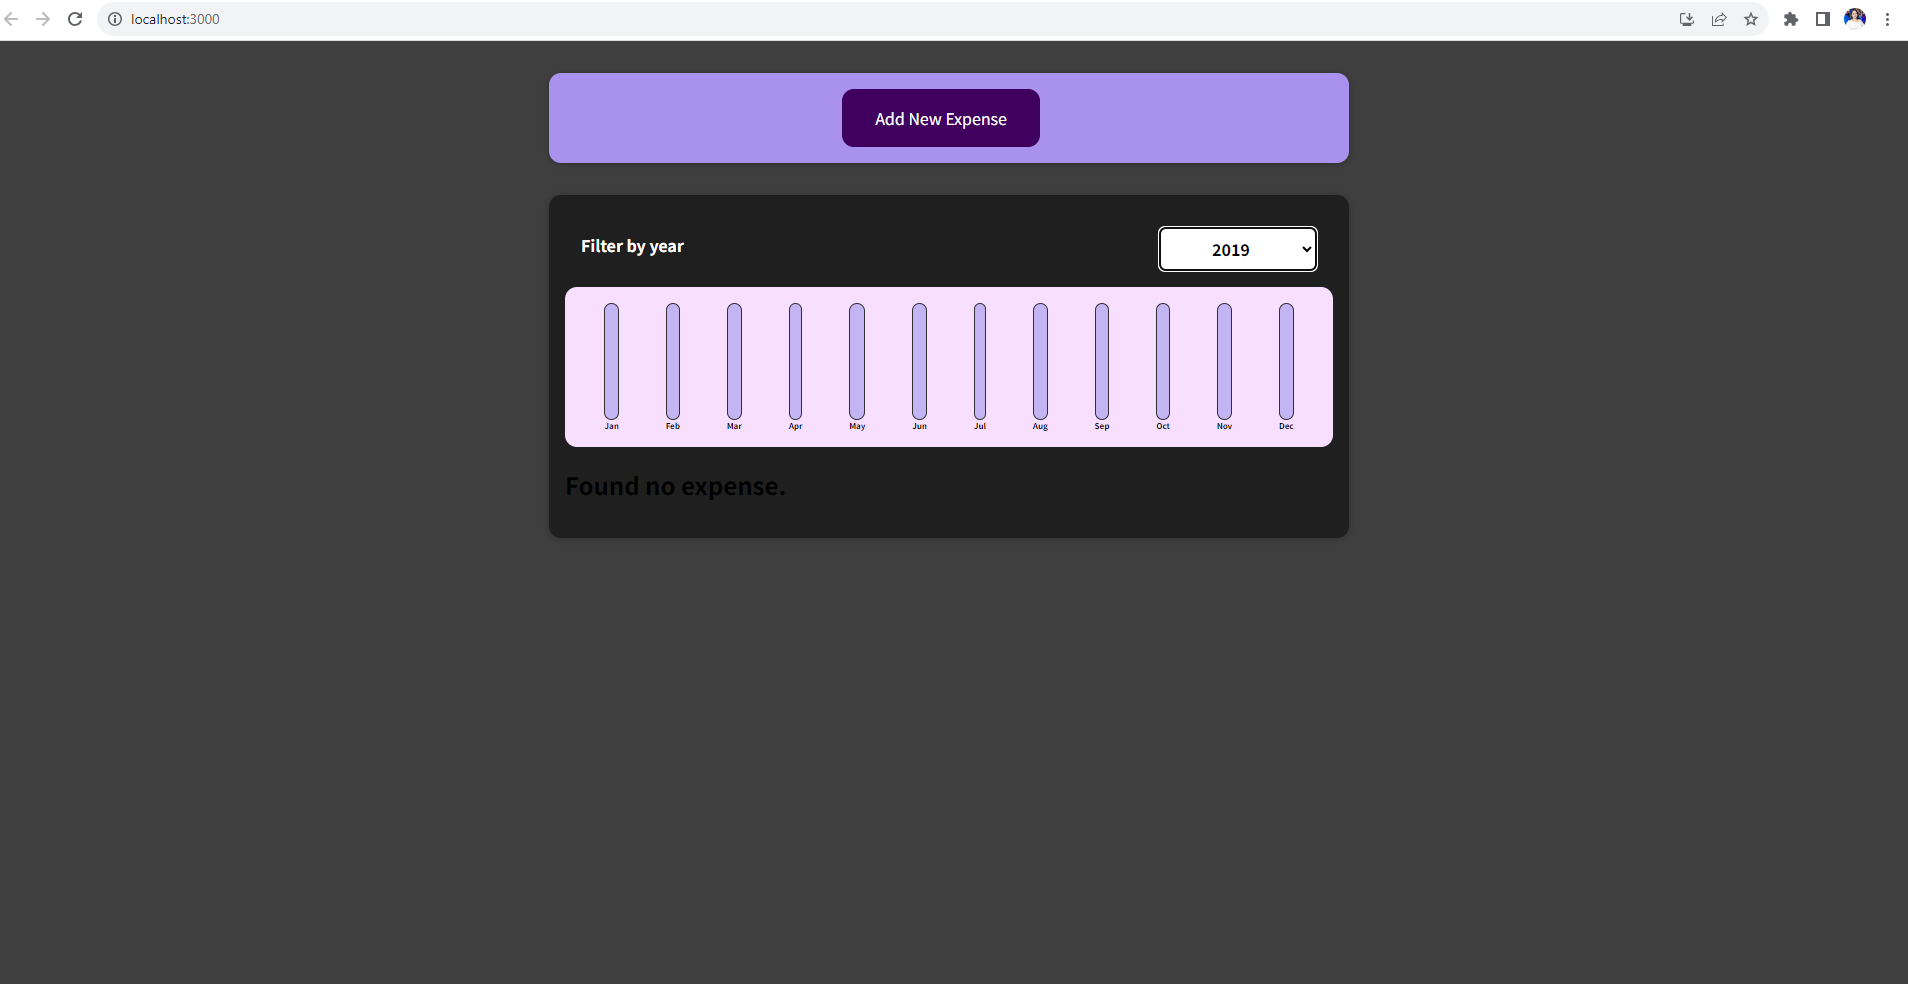 localhost:3000
Add New Expense
Filter by year
2019
Jan Feb Mar Apr May Jun Jul Aug Sep Oct Nov Dec
Found no expense.